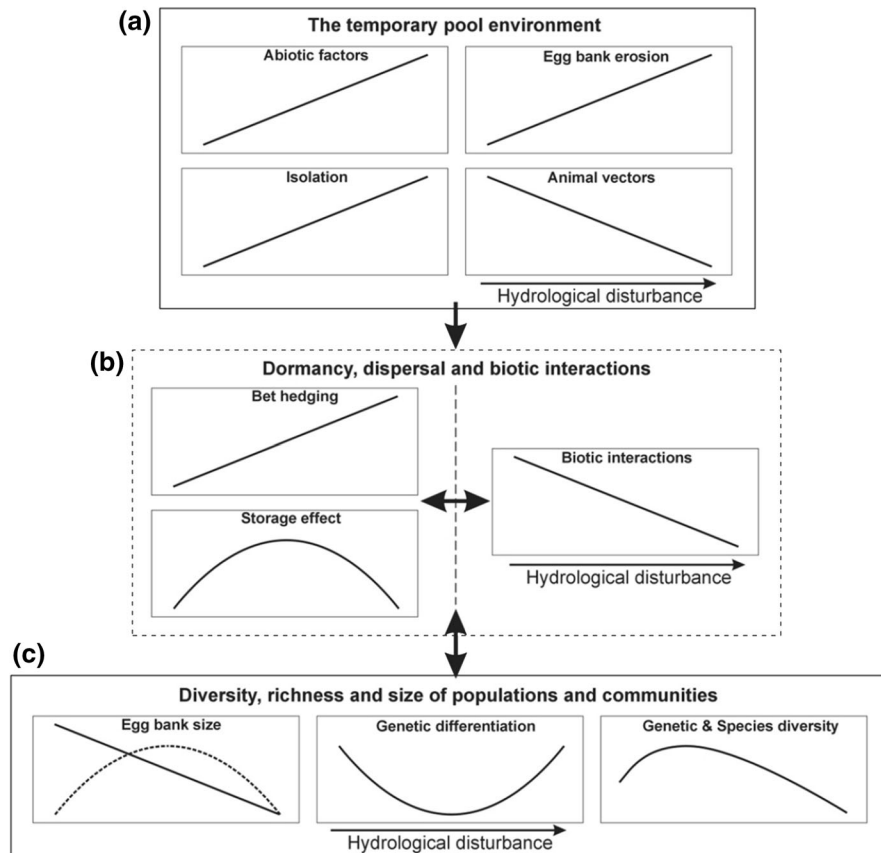 (a)
The temporary pool environment
Abiotic factors
Egg bank erosion
Isolation
Animal vectors
Hydrological disturbance
(b)
Dormancy, dispersal and biotic interactions
Bet hedging
Biotic interactions
Storage effect
Hydrological disturbance
(c)
Diversity, richness and size of populations and communities
Egg bank size
Genetic differentiation
Genetic & Species diversity
Hydrological disturbance